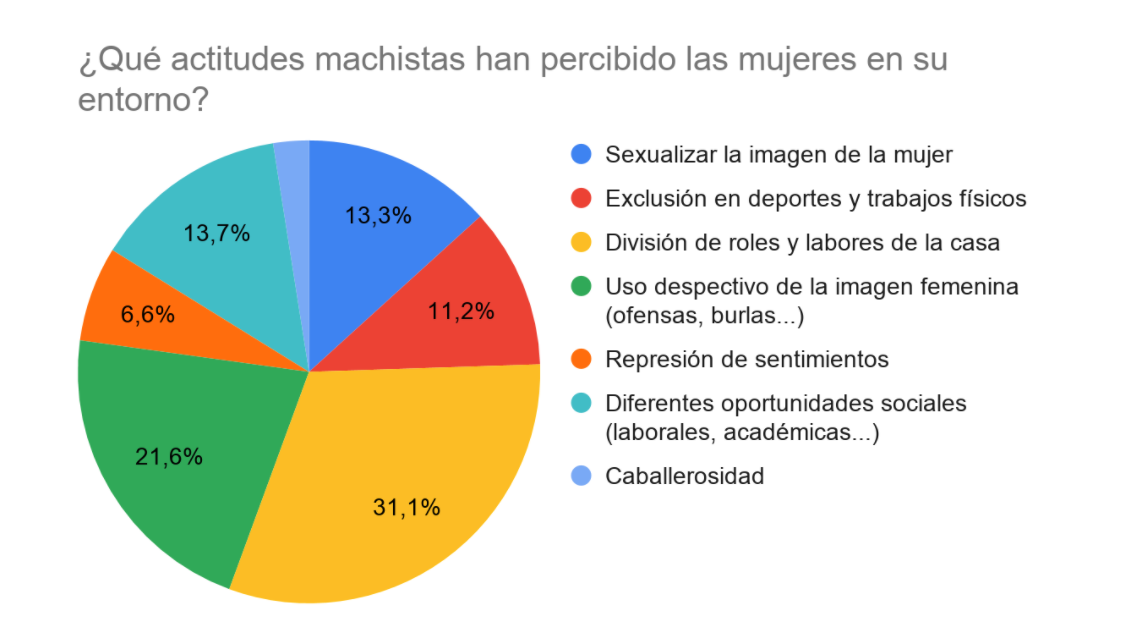 ¿Qué actitudes machistas han percibido las mujeres en su
entorno?
13,3%
11,2%
31,1%
21,6%
6,6%
13,7%
Sexualizar la imagen de la mujer
Exclusión en deportes y trabajos físicos
División de roles y labores de la casa
Uso despectivo de la imagen femenina
(ofensas, burlas...)
Represión de sentimientos
Diferentes oportunidades sociales
(laborales, académicas...)
Caballerosidad